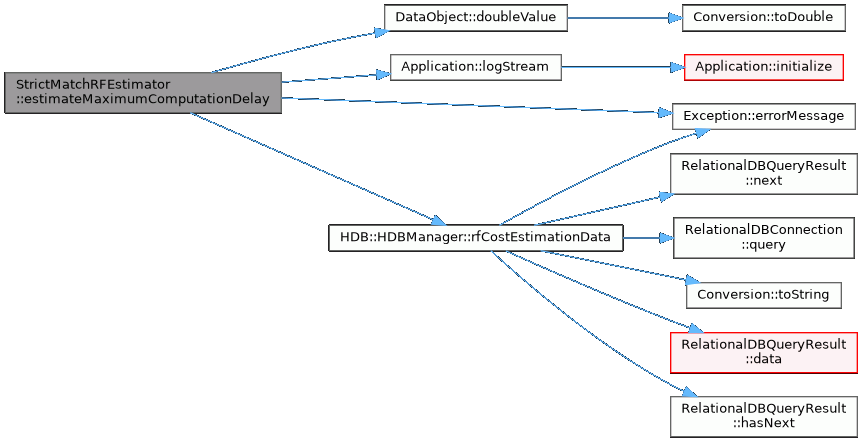 StrictMatchRFEstimator
::estimateMaximumComputationDelay
DataObject::doubleValue
Conversion::toDouble
Application::logStream
Application::initialize
Exception::errorMessage
HDB::HDBManager::rfCostEstimationData
RelationalDBQueryResult
::next
RelationalDBConnection
::query
Conversion::toString
RelationalDBQueryResult
::data
RelationalDBQueryResult
::hasNext